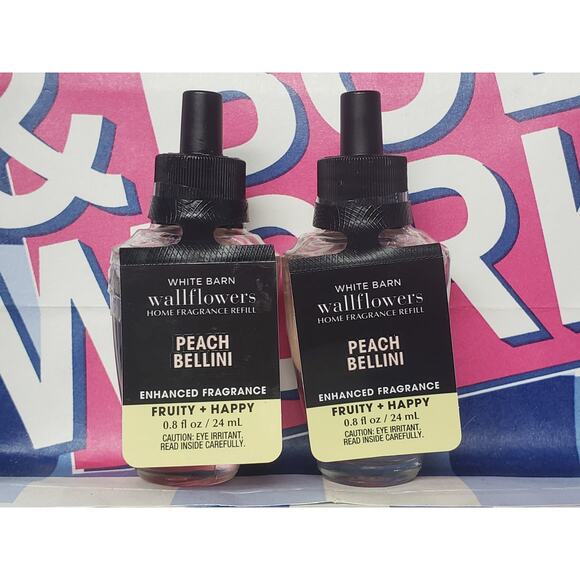 & BO
WORK
WHITE BARN
wallflowers
HOME FRAGRANCE REFILL
PEACH
BELLINI
ENHANCED FRAGRANCE
FRUITY + HAPPY
0.8 fl oz / 24 mL
CAUTION: EYE IRRITANT.
READ INSIDE CAREFULLY.
WHITE BARN
wallflowers
HOME FRAGRANCE REFILL
PEACH
BELLINI
ENHANCED FRAGRANCE
FRUITY + HAPPY
0.8 fl oz / 24 mL
CAUTION: EYE IRRITANT.
READ INSIDE CAREFULLY.